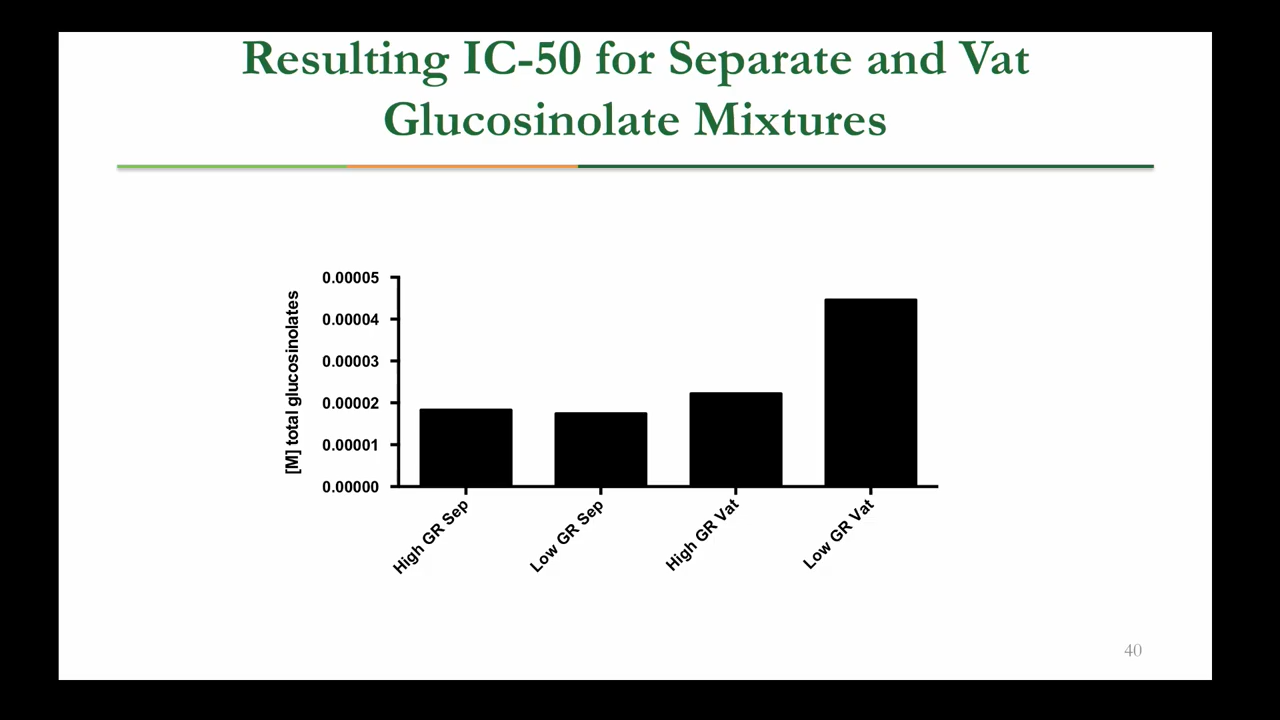 Resulting IC-50 for Separate and Vat
Glucosinolate Mixtures
[M] total glucosinolates
0.00005
0.00004
0.00003
0.00002
0.00001
0.00000
High GR Sep
Low GR Sep
High GR Vat
Low GR Vat
40